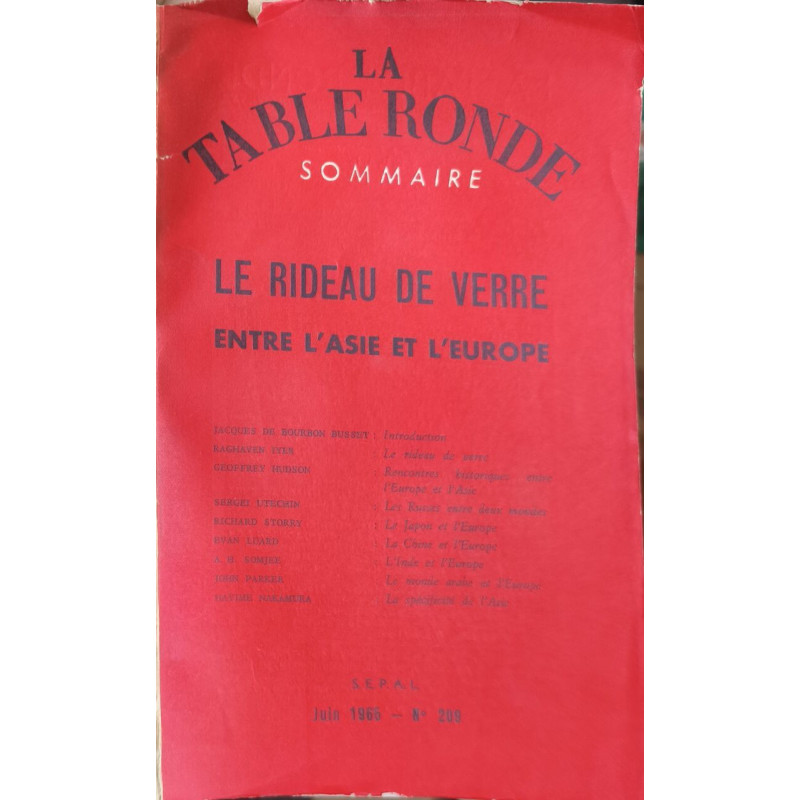 LA
TABLE RONDE
SOMMAIRE
LE RIDEAU DE VERRE
ENTRE L'ASIE ET L'EUROPE
JACQUES DE BOURBON BUSSET : Introduction
RAGHAVEN IYER : Le rideau de verre
GEOFFREY HUDSON : Rencontres historiques entre
l'Europe et l'Asie
SERGEI UTECHIN : Les Russes entre deux mondes
RICHARD STORRY : Le Japon et l'Europe
EVAN LUARD : La Chine et l'Europe
A. H. SOMJEE : L'Inde et l'Europe
JOHN PARKER : Le monde arabe et l'Europe
HAJIME NAKAMURA : La spécificité de l'Asie
S.E.P.A.L.
Juin 1965 — N° 209